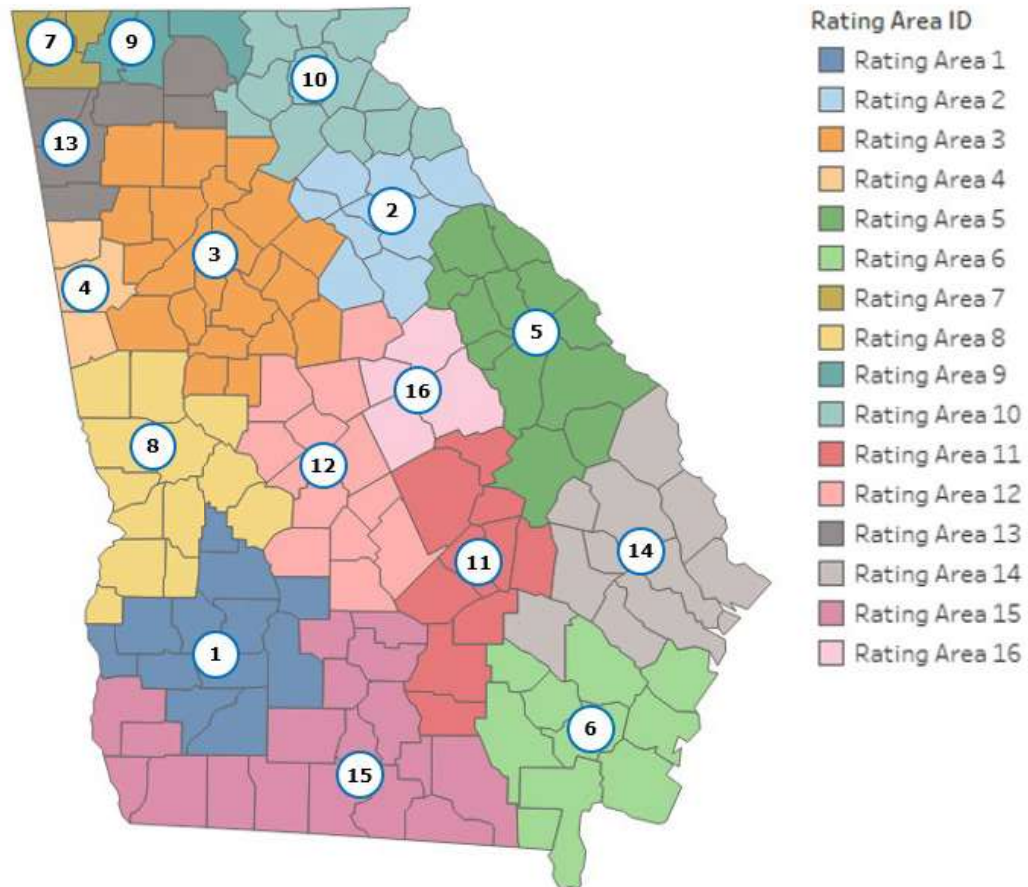 Rating Area ID
Rating Area 1
Rating Area 2
Rating Area 3
Rating Area 4
Rating Area 5
Rating Area 6
Rating Area 7
Rating Area 8
Rating Area 9
Rating Area 10
Rating Area 11
Rating Area 12
Rating Area 13
Rating Area 14
Rating Area 15
Rating Area 16
7
9
10
13
2
3
4
5
16
8
12
14
11
1
6
15